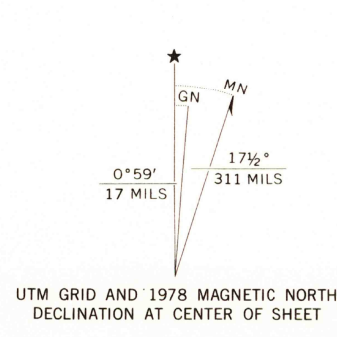 ★
MN
GN
0°59′
17 MILS
17½°
311 MILS
UTM GRID AND 1978 MAGNETIC NORTH
DECLINATION AT CENTER OF SHEET